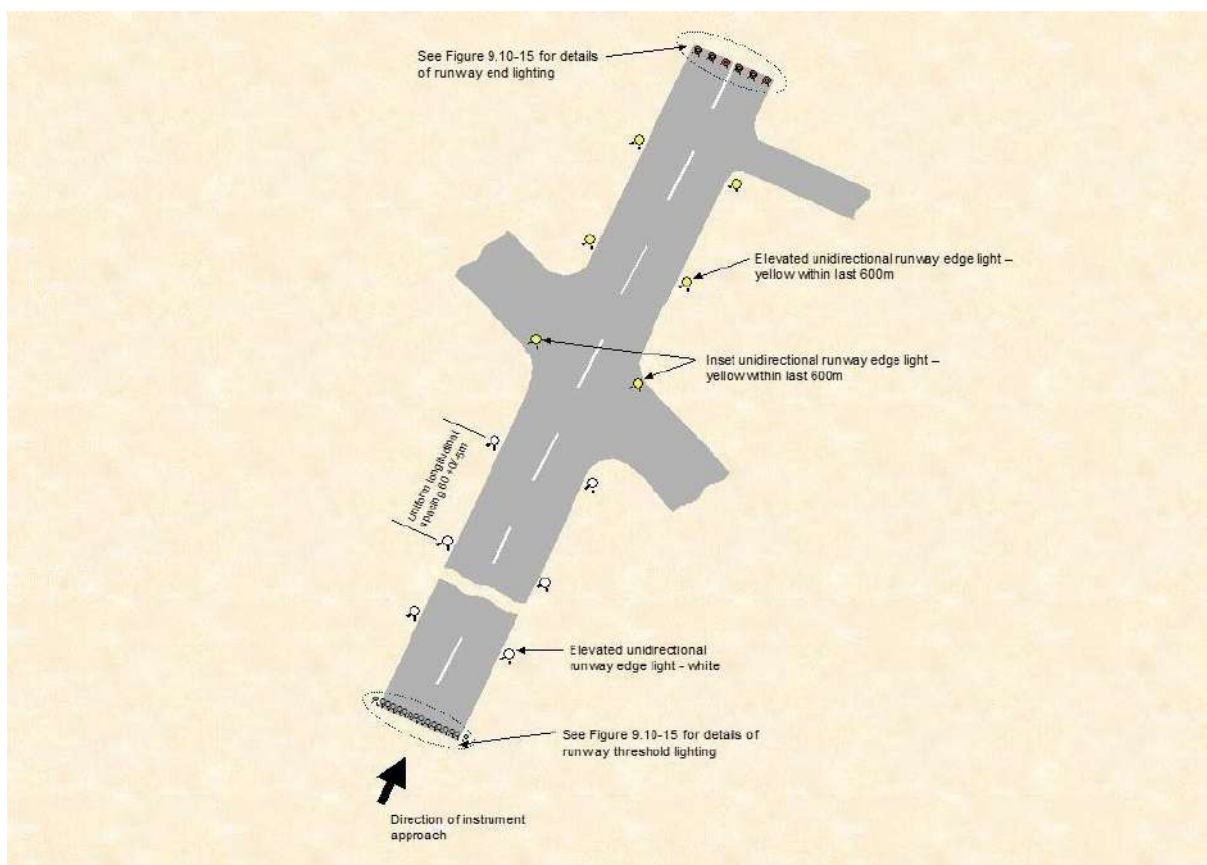 See Figure 9.10-15 for details
of runway end lighting
Elevated unidirectional runway edge light –
yellow within last 600m
Inset unidirectional runway edge light –
yellow within last 600m
Uniform longitudinal
spacing 60 +0/-5m
Elevated unidirectional
runway edge light - white
See Figure 9.10-15 for details of
runway threshold lighting
Direction of instrument
approach